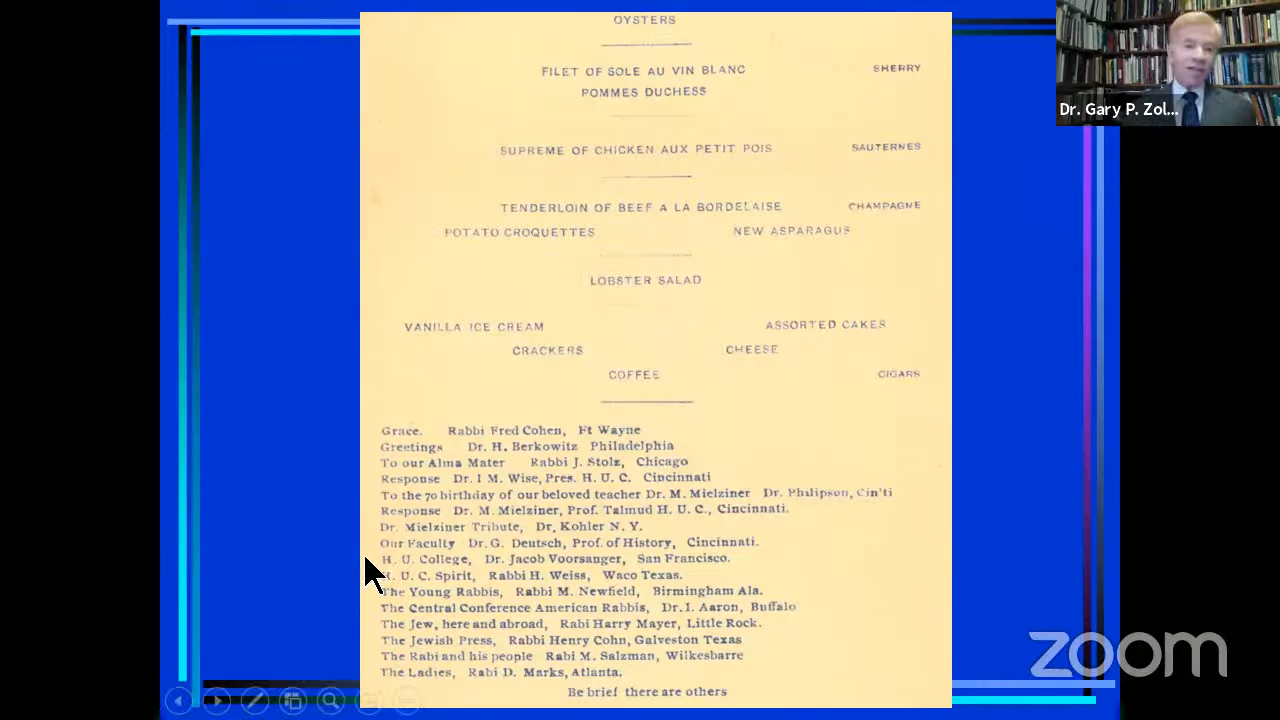 OYSTERS
FILET OF SOLE AU VIN BLANC SHERRY
POMMES DUCHESS
SUPREME OF CHICKEN AUX PETIT POIS SAUTERNES
TENDERLOIN OF BEEF A LA BORDELAISE CHAMPAGNE
POTATO CROQUETTES NEW ASPARAGUS
LOBSTER SALAD
VANILLA ICE CREAM ASSORTED CAKES
CRACKERS CHEESE
COFFEE CIGARS
Grace. Rabbi Fred Cohen, Ft Wayne
Greetings Dr. H. Berkowitz Philadelphia
To our Alma Mater Rabbi J. Stolz, Chicago
Response Dr. I M. Wise, Pres. H. U. C. Cincinnati
To the 70 birthday of our beloved teacher Dr. M. Mielziner Dr. Philipson, Cin'ti
Response Dr. M. Mielziner, Prof. Talmud H. U. C., Cincinnati.
Dr. Mielziner Tribute, Dr. Kohler N. Y.
Our Faculty Dr. G. Deutsch, Prof. of History, Cincinnati.
H. U. College, Dr. Jacob Voorsanger, San Francisco.
H. U. C. Spirit, Rabbi H. Weiss, Waco Texas.
The Young Rabbis, Rabbi M. Newfield, Birmingham Ala.
The Central Conference American Rabbis, Dr. I. Aaron, Buffalo
The Jew, here and abroad, Rabi Harry Mayer, Little Rock.
The Jewish Press, Rabbi Henry Cohn, Galveston Texas
The Rabi and his people Rabi M. Salzman, Wilkesbarre
The Ladies, Rabi D. Marks, Atlanta.
Be brief there are others
Dr. Gary P. Zol...
zoom